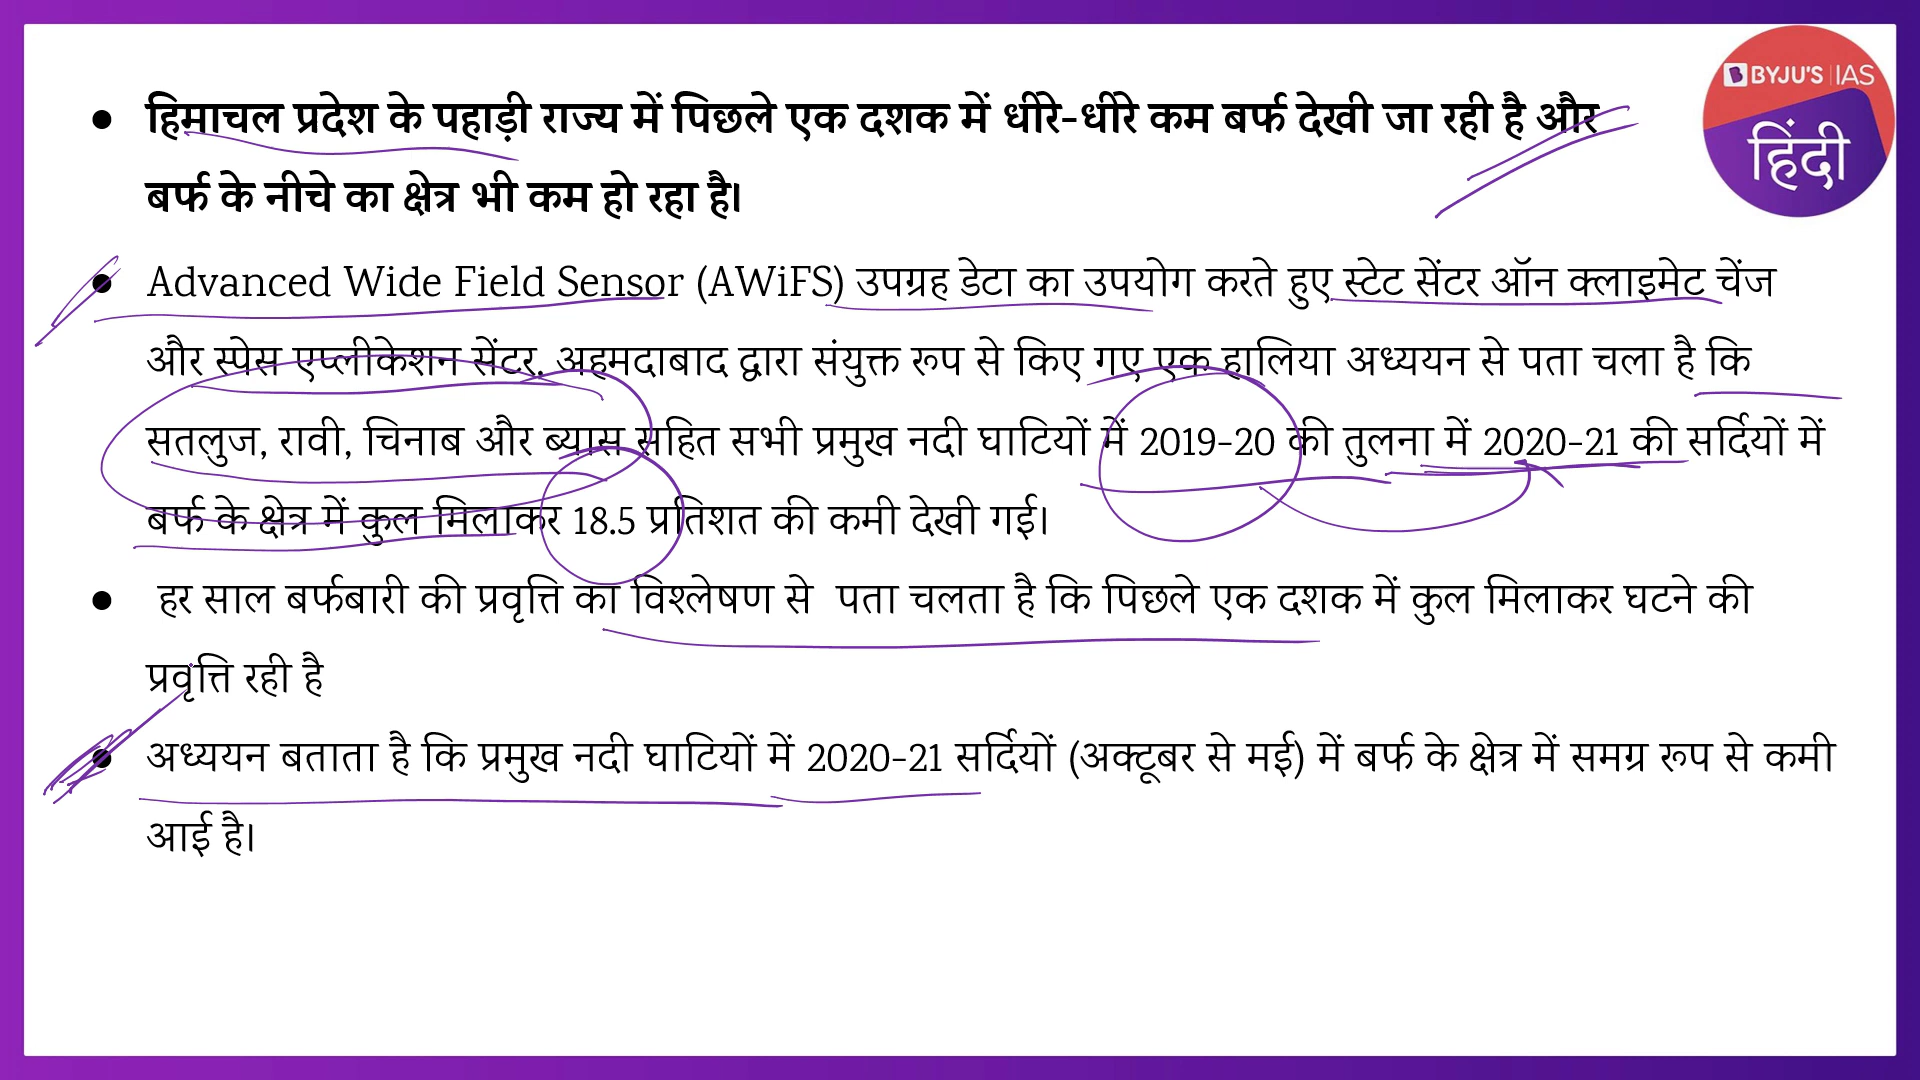 BYJU'S IAS
हिंदी
● हिमाचल प्रदेश के पहाड़ी राज्य में पिछले एक दशक में धीरे-धीरे कम बर्फ देखी जा रही है और
बर्फ के नीचे का क्षेत्र भी कम हो रहा है।
● Advanced Wide Field Sensor (AWiFS) उपग्रह डेटा का उपयोग करते हुए स्टेट सेंटर ऑन क्लाइमेट चेंज
और स्पेस एप्लीकेशन सेंटर, अहमदाबाद द्वारा संयुक्त रूप से किए गए एक हालिया अध्ययन से पता चला है कि
सतलुज, रावी, चिनाब और ब्यास सहित सभी प्रमुख नदी घाटियों में 2019-20 की तुलना में 2020-21 की सर्दियों में
बर्फ के क्षेत्र में कुल मिलाकर 18.5 प्रतिशत की कमी देखी गई।
● हर साल बर्फबारी की प्रवृत्ति का विश्लेषण से पता चलता है कि पिछले एक दशक में कुल मिलाकर घटने की
प्रवृत्ति रही है
● अध्ययन बताता है कि प्रमुख नदी घाटियों में 2020-21 सर्दियों (अक्टूबर से मई) में बर्फ के क्षेत्र में समग्र रूप से कमी
आई है।